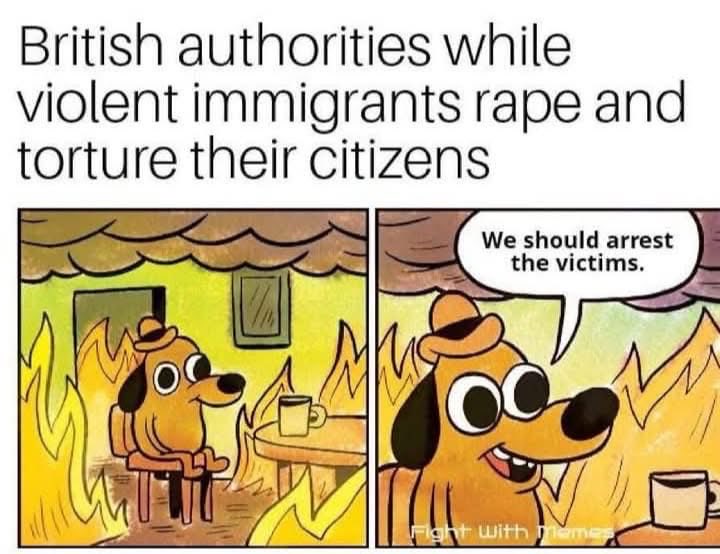 British authorities while
violent immigrants rape and
torture their citizens
We should arrest
the victims.
Fight With Memes